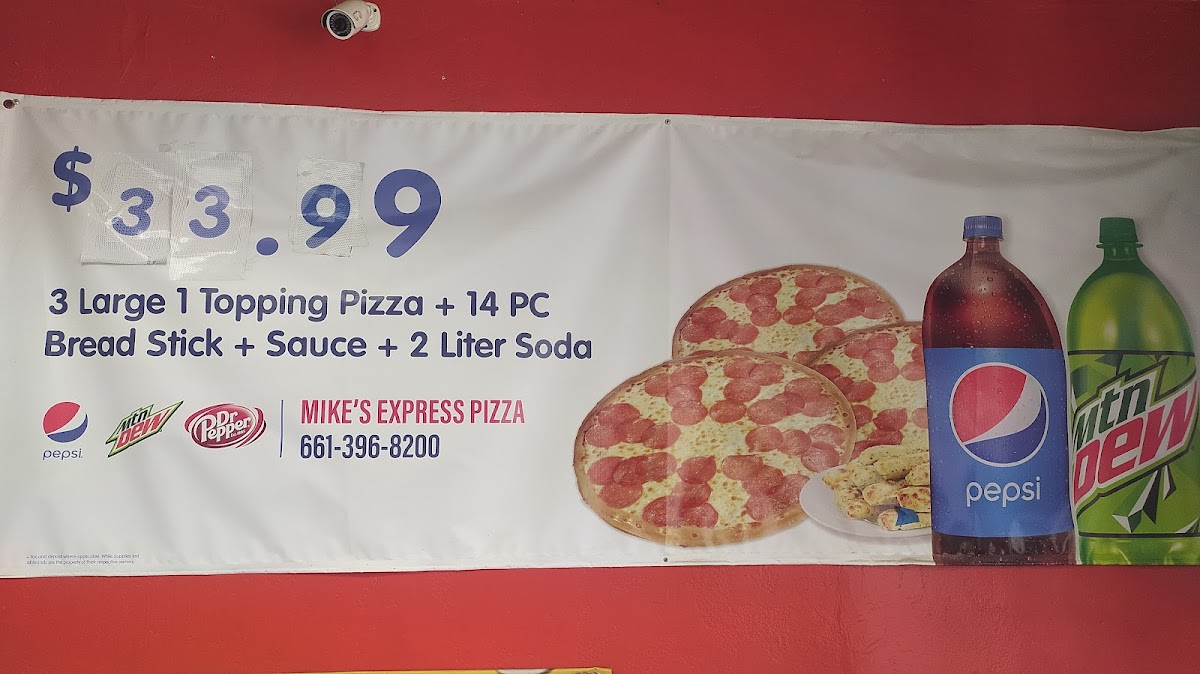 $33.99
3 Large 1 Topping Pizza + 14 PC
Bread Stick + Sauce + 2 Liter Soda
pepsi.
Mtn
DEW
Dr
Pepper
MIKE'S EXPRESS PIZZA
661-396-8200
pepsi
Mtn
DEW